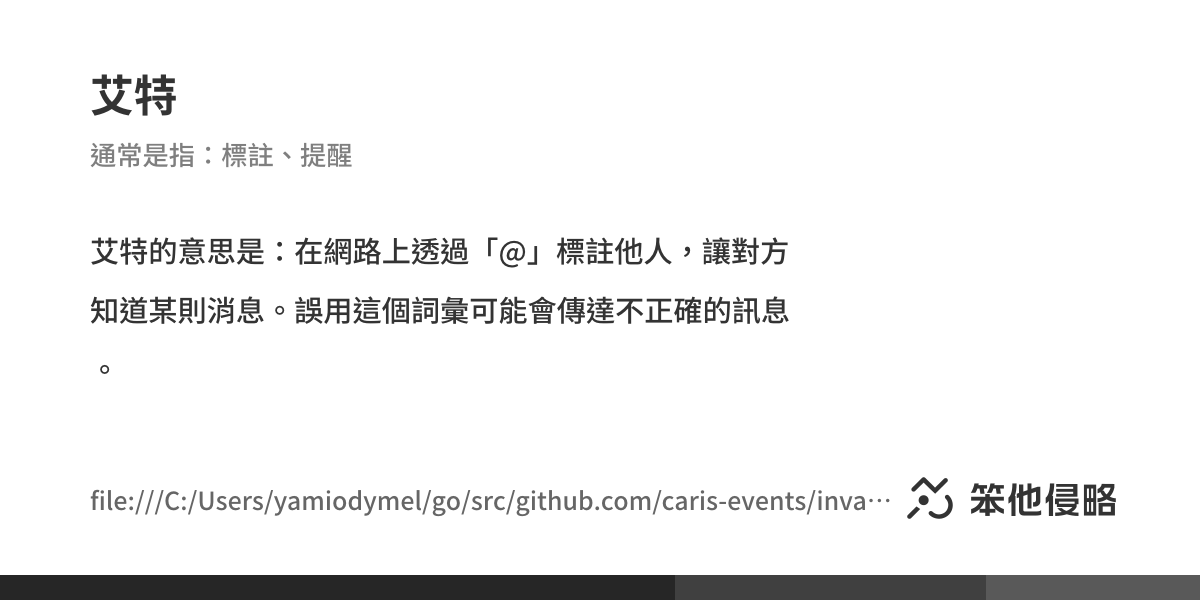 艾特
通常是指：標註、提醒
艾特的意思是：在網路上透過「@」標註他人，讓對方
知道某則消息。誤用這個詞彙可能會傳達不正確的訊息
。
file:///C:/Users/yamiodymel/go/src/github.com/caris-events/inva⋯
笨他侵略